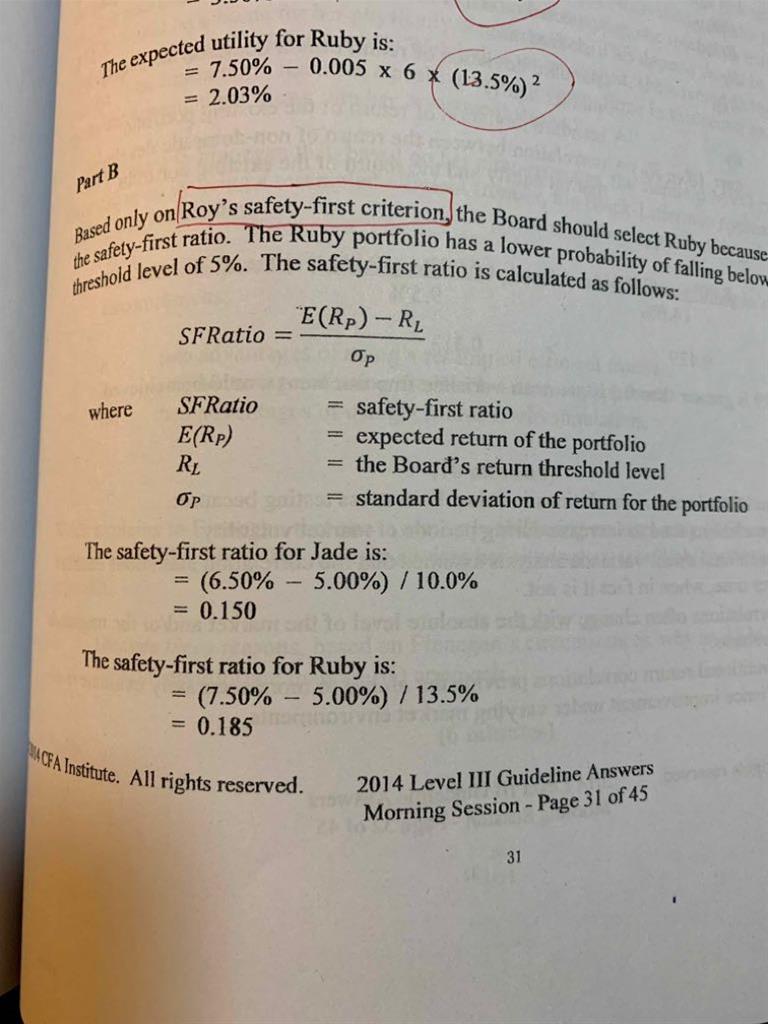 The expected utility for Ruby is:
= 7.50% − 0.005 x 6 x (13.5%)²
= 2.03%
Part B
Based only on Roy's safety-first criterion, the Board should select Ruby because
the safety-first ratio. The Ruby portfolio has a lower probability of falling below
threshold level of 5%. The safety-first ratio is calculated as follows:
SFRatio = E(R_P) − R_L / σ_P
where SFRatio = safety-first ratio
E(R_P) = expected return of the portfolio
R_L = the Board's return threshold level
σ_P = standard deviation of return for the portfolio
The safety-first ratio for Jade is:
= (6.50% − 5.00%) / 10.0%
= 0.150
The safety-first ratio for Ruby is:
= (7.50% − 5.00%) / 13.5%
= 0.185
CFA Institute. All rights reserved. 2014 Level III Guideline Answers
Morning Session - Page 31 of 45
31